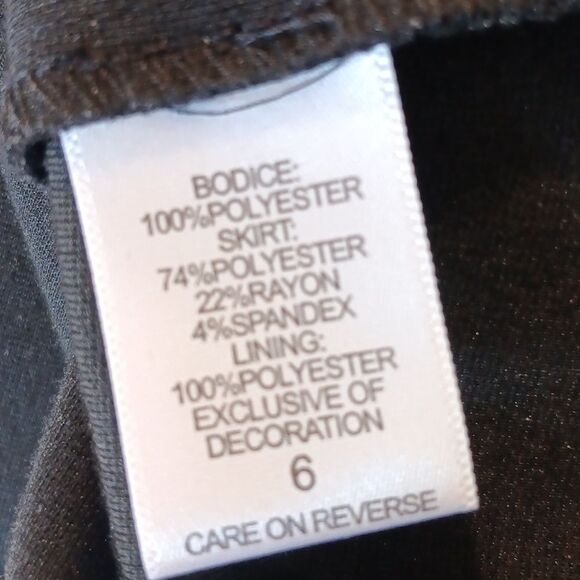 BODICE:
100%POLYESTER
SKIRT:
74%POLYESTER
22%RAYON
4%SPANDEX
LINING:
100%POLYESTER
EXCLUSIVE OF
DECORATION
6
CARE ON REVERSE